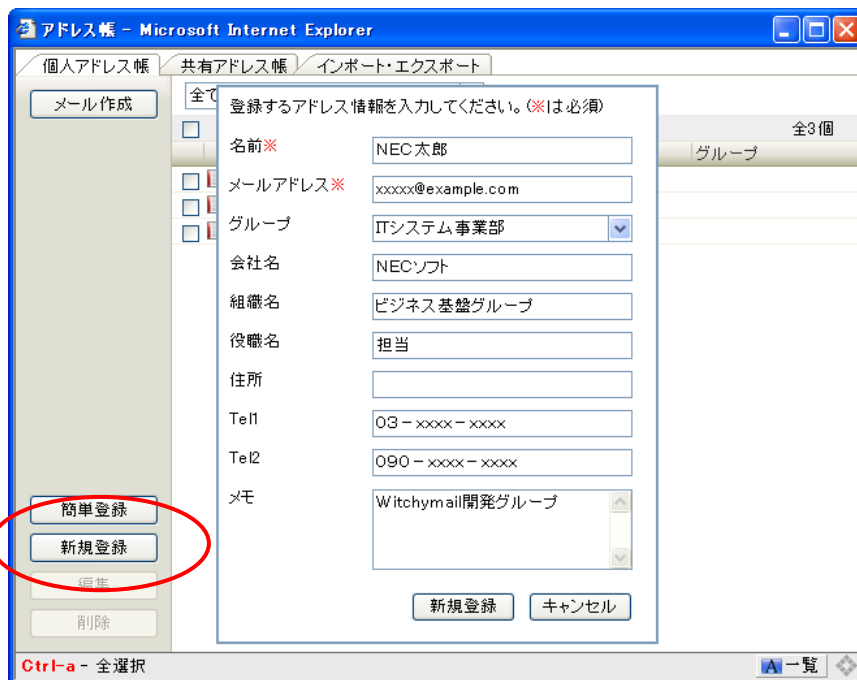 アドレス帳 - Microsoft Internet Explorer
個人アドレス帳 共有アドレス帳 インポート・エクスポート
メール作成
全て
登録するアドレス情報を入力してください。(※は必須)
全3個
グループ
名前※ NEC太郎
メールアドレス※ xxxxx@example.com
グループ ITシステム事業部
会社名 NECソフト
組織名 ビジネス基盤グループ
役職名 担当
住所
Tel1 03-xxxx-xxxx
Tel2 090-xxxx-xxxx
メモ Witchymail開発グループ
簡単登録
新規登録
編集
削除
新規登録 キャンセル
Ctrl-a - 全選択
A 一覧